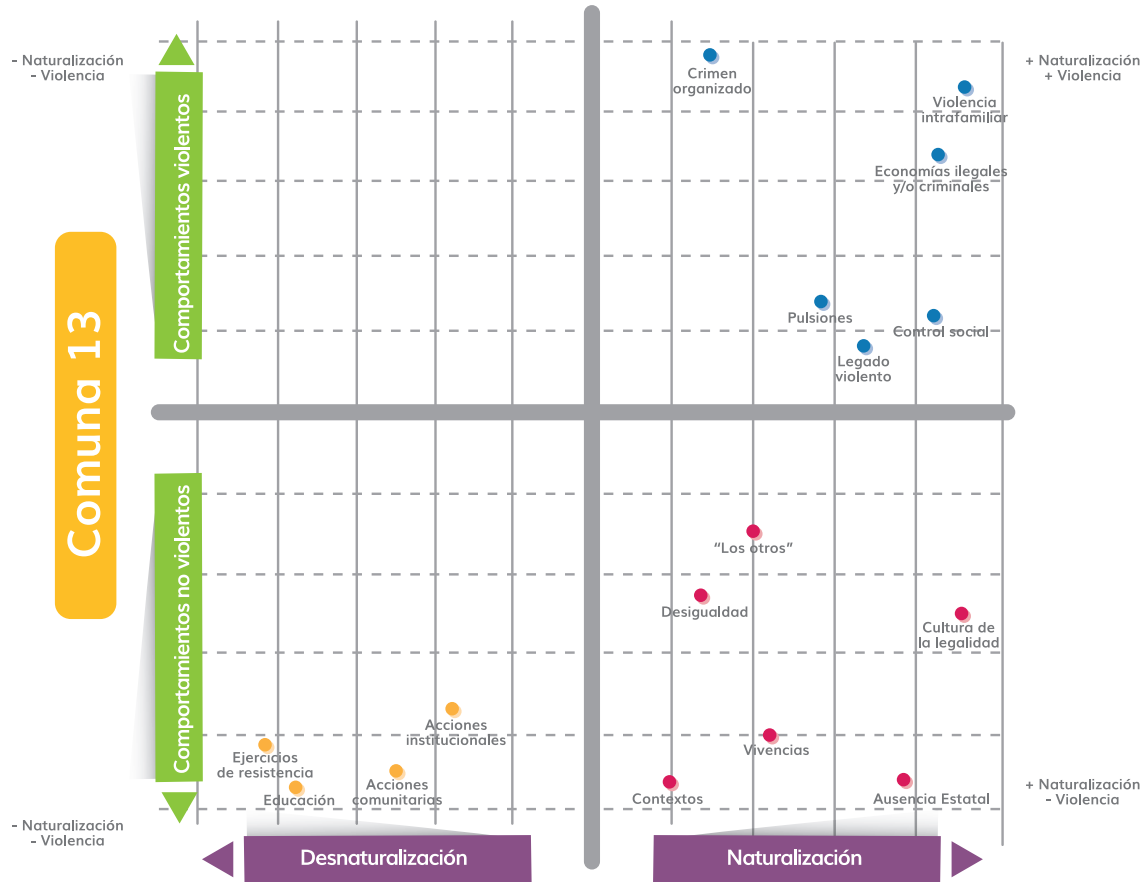 - Naturalización
- Violencia
+ Naturalización
+ Violencia
Comuna 13
Comportamientos violentos
Crimen
organizado
Violencia
intrafamiliar
Economías ilegales
y/o criminales
Pulsiones
Control social
Legado
violento
Comportamientos no violentos
"Los otros"
Desigualdad
Cultura de
la legalidad
Acciones
institucionales
Vivencias
Ejercicios
de resistencia
Educación
Acciones
comunitarias
Contextos
Ausencia Estatal
- Naturalización
- Violencia
+ Naturalización
- Violencia
Desnaturalización
Naturalización